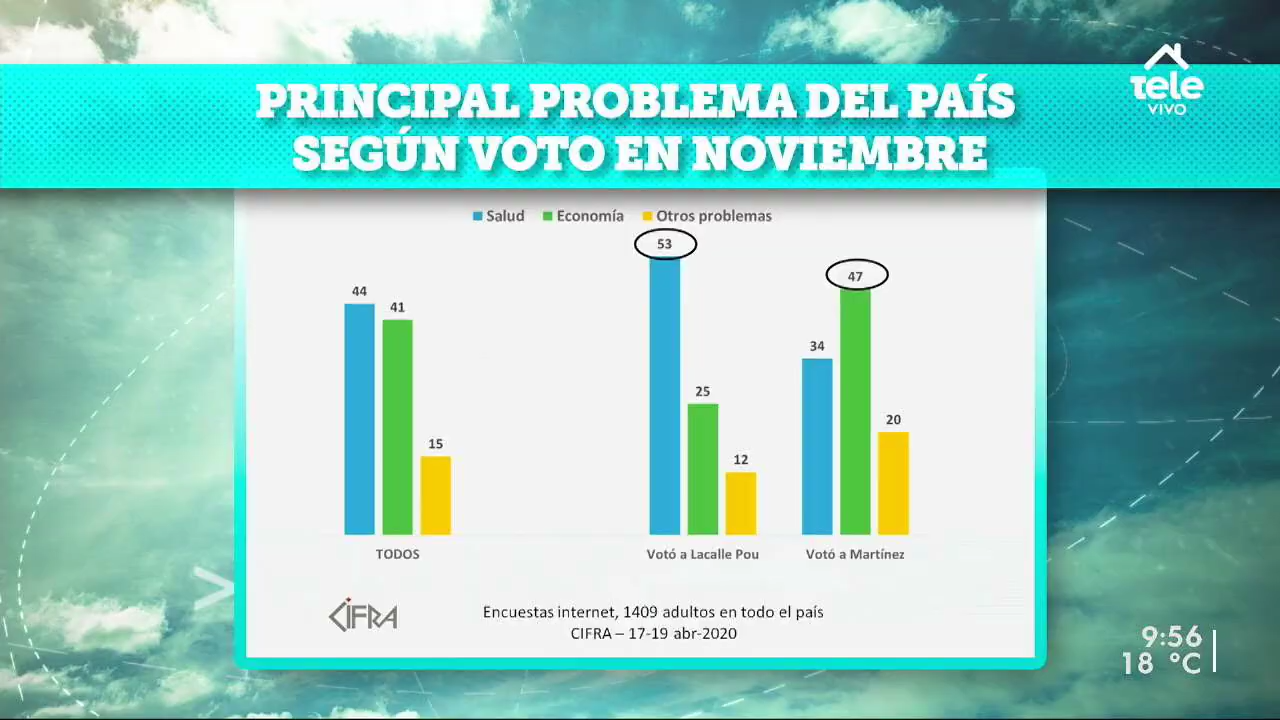 PRINCIPAL PROBLEMA DEL PAÍS
SEGÚN VOTO EN NOVIEMBRE
tele
VIVO
Salud Economía Otros problemas
44 41 15
53 25 12
34 47 20
TODOS Votó a Lacalle Pou Votó a Martínez
CIFRA
Encuestas internet, 1409 adultos en todo el país
CIFRA – 17-19 abr-2020
9:56
18 °C